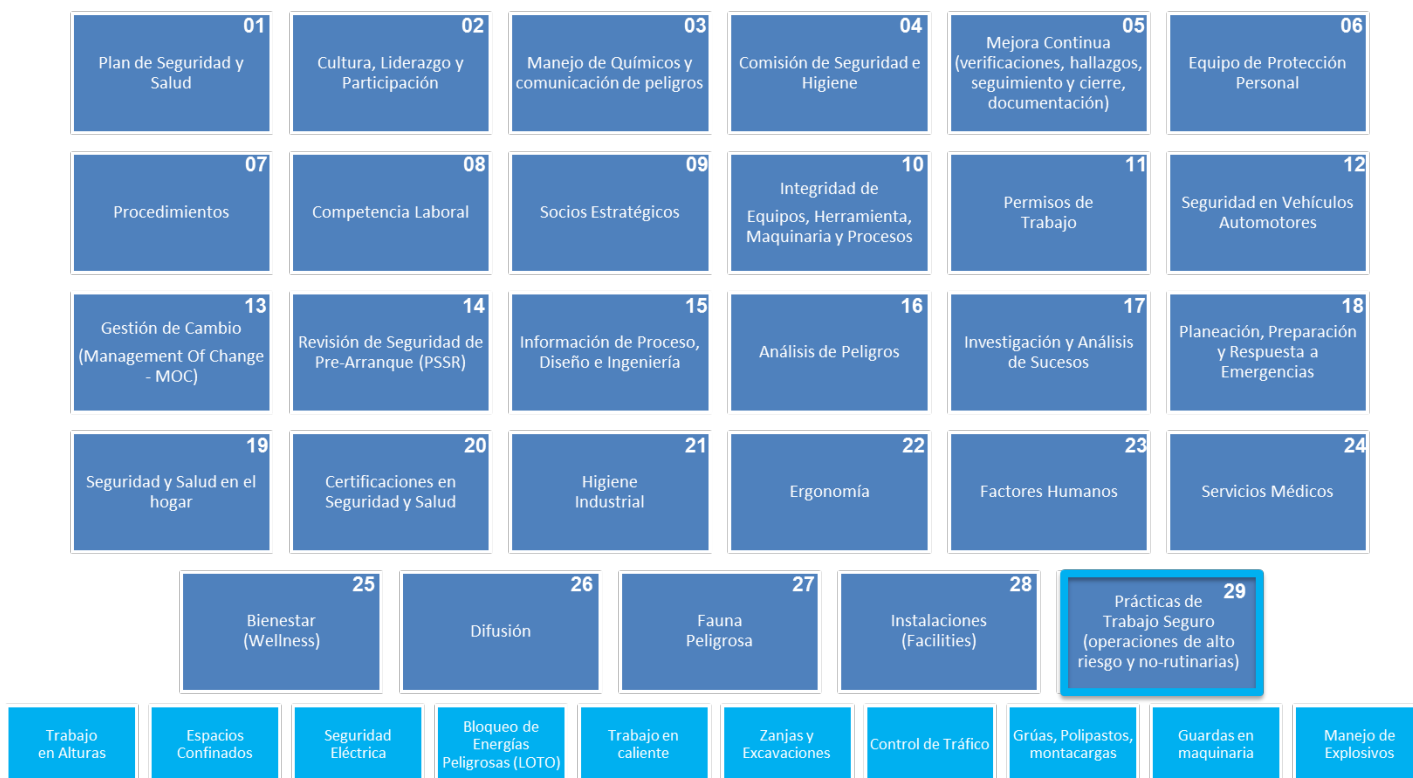 01
Plan de Seguridad y
Salud
02
Cultura, Liderazgo y
Participación
03
Manejo de Químicos y
comunicación de peligros
04
Comisión de Seguridad e
Higiene
05
Mejora Continua
(verificaciones, hallazgos,
seguimiento y cierre,
documentación)
06
Equipo de Protección
Personal
07
Procedimientos
08
Competencia Laboral
09
Socios Estratégicos
10
Integridad de
Equipos, Herramienta,
Maquinaria y Procesos
11
Permisos de
Trabajo
12
Seguridad en Vehículos
Automotores
13
Gestión de Cambio
(Management Of Change
- MOC)
14
Revisión de Seguridad de
Pre-Arranque (PSSR)
15
Información de Proceso,
Diseño e Ingeniería
16
Análisis de Peligros
17
Investigación y Análisis
de Sucesos
18
Planeación, Preparación
y Respuesta a
Emergencias
19
Seguridad y Salud en el
hogar
20
Certificaciones en
Seguridad y Salud
21
Higiene
Industrial
22
Ergonomía
23
Factores Humanos
24
Servicios Médicos
25
Bienestar
(Wellness)
26
Difusión
27
Fauna
Peligrosa
28
Instalaciones
(Facilities)
29
Prácticas de
Trabajo Seguro
(operaciones de alto
riesgo y no-rutinarias)
Trabajo
en Alturas
Espacios
Confinados
Seguridad
Eléctrica
Bloqueo de
Energías
Peligrosas (LOTO)
Trabajo en
caliente
Zanjas y
Excavaciones
Control de Tráfico
Grúas, Polipastos,
montacargas
Guardas en
maquinaria
Manejo de
Explosivos